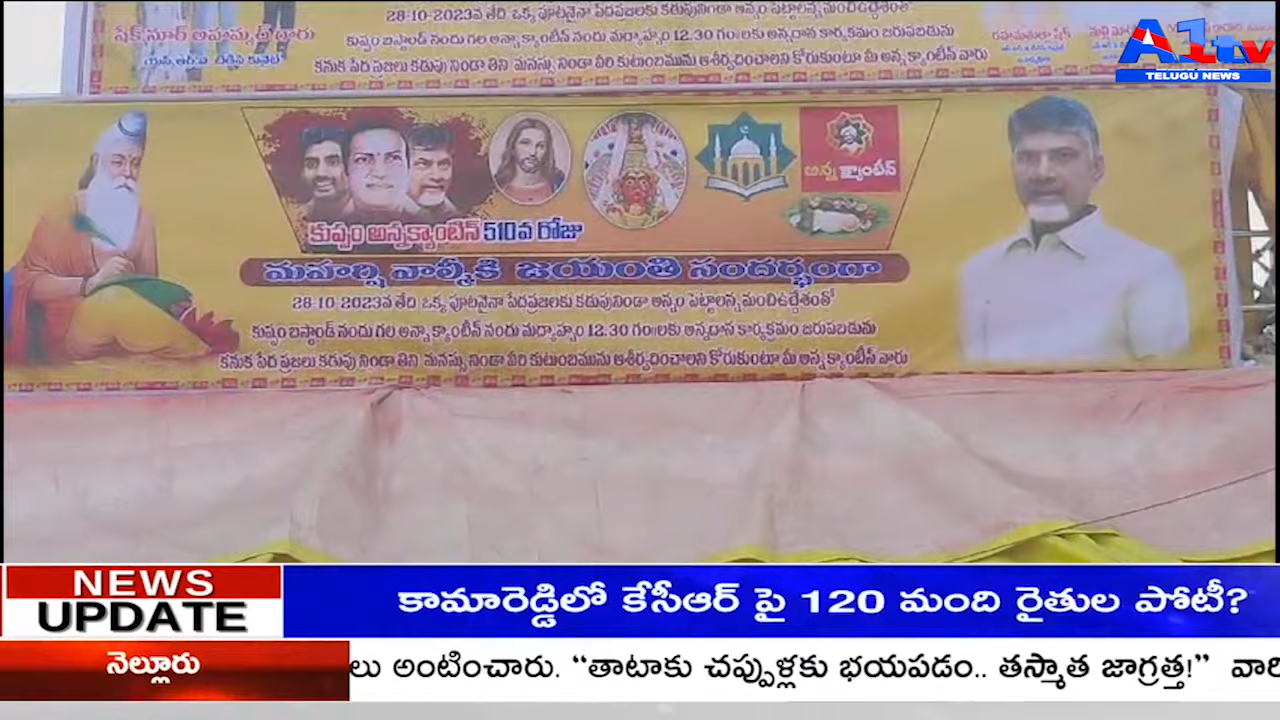 28-10-2023వ తేది ఒక్క పూటనైనా పేదప్రజలకు కడుపునిండా అన్నం పెట్టాలన్న మంచిఉద్దేశంతో
కుప్పం బస్టాండ్ నందు గల అన్నా క్యాంటీన్ నందు మధ్యాహ్నం 12.30 గంటలకు అన్నదాన కార్యక్రమం జరుపబడును
కనుక పేద ప్రజలు కడుపు నిండా తిని మనస్సు నిండా వీరి కుటుంబమును ఆశీర్వదించాలని కోరుకుంటూ మీ అన్న క్యాంటీన్ వారు
A1tv
TELUGU NEWS
అన్న క్యాంటీన్
కుప్పం అన్నక్యాంటిన్ 510వ రోజు
మహర్షి వాల్మీకి జయంతి సందర్భంగా
28-10-2023వ తేది ఒక్క పూటనైనా పేదప్రజలకు కడుపునిండా అన్నం పెట్టాలన్న మంచిఉద్దేశంతో
కుప్పం బస్టాండ్ నందు గల అన్నా క్యాంటీన్ నందు మధ్యాహ్నం 12.30 గంటలకు అన్నదాన కార్యక్రమం జరుపబడును
కనుక పేద ప్రజలు కడుపు నిండా తిని మనస్సు నిండా వీరి కుటుంబమును ఆశీర్వదించాలని కోరుకుంటూ మీ అన్న క్యాంటీన్ వారు
NEWS
UPDATE
కామారెడ్డిలో కేసీఆర్ పై 120 మంది రైతుల పోటీ?
నెల్లూరు
లు అంటించారు. “తాటాకు చప్పుళ్లకు భయపడం.. తస్మాత జాగ్రత్త!” వారి